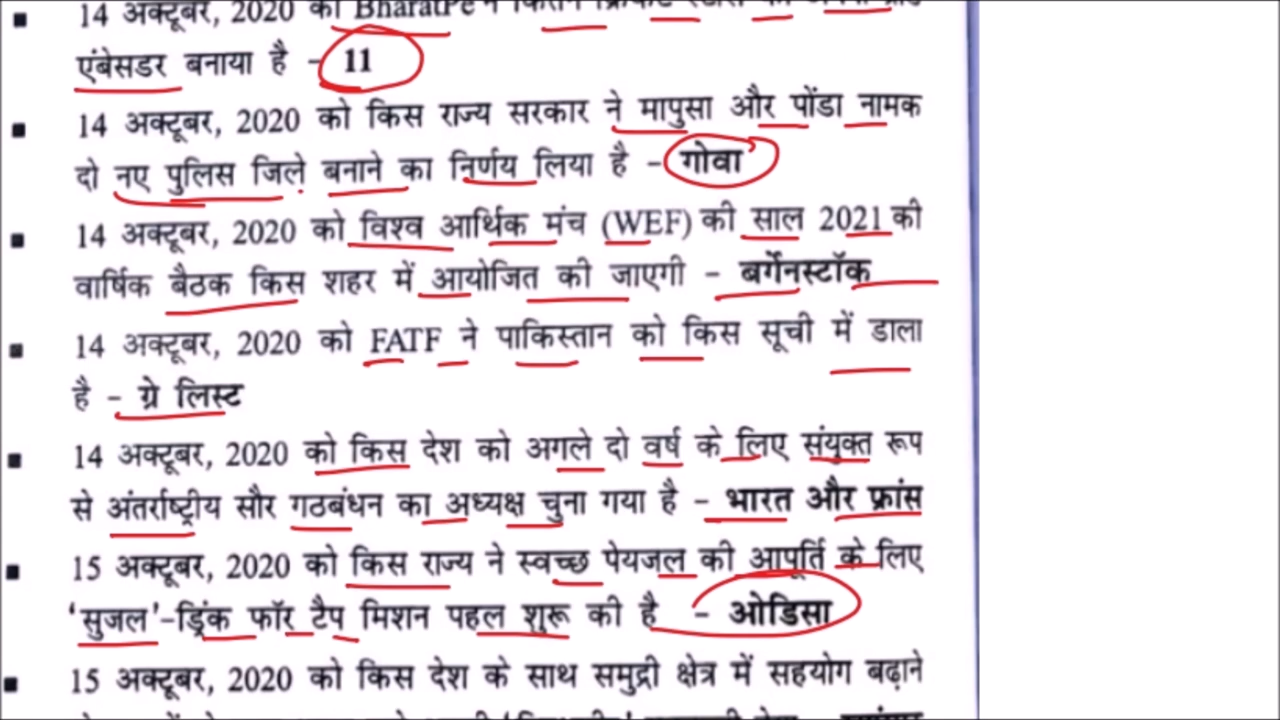 14 अक्टूबर, 2020 को BharatPe ने कितने क्रिकेट
एंबेसडर बनाया है - 11
14 अक्टूबर, 2020 को किस राज्य सरकार ने मापुसा और पोंडा नामक
दो नए पुलिस जिले बनाने का निर्णय लिया है - गोवा
14 अक्टूबर, 2020 को विश्व आर्थिक मंच (WEF) की साल 2021 की
वार्षिक बैठक किस शहर में आयोजित की जाएगी - बर्गेनस्टॉक
14 अक्टूबर, 2020 को FATF ने पाकिस्तान को किस सूची में डाला
है - ग्रे लिस्ट
14 अक्टूबर, 2020 को किस देश को अगले दो वर्ष के लिए संयुक्त रूप
से अंतर्राष्ट्रीय सौर गठबंधन का अध्यक्ष चुना गया है - भारत और फ्रांस
15 अक्टूबर, 2020 को किस राज्य ने स्वच्छ पेयजल की आपूर्ति के लिए
'सुजल'-ड्रिंक फॉर टैप मिशन पहल शुरू की है - ओडिसा
15 अक्टूबर, 2020 को किस देश के साथ समुद्री क्षेत्र में सहयोग बढ़ाने